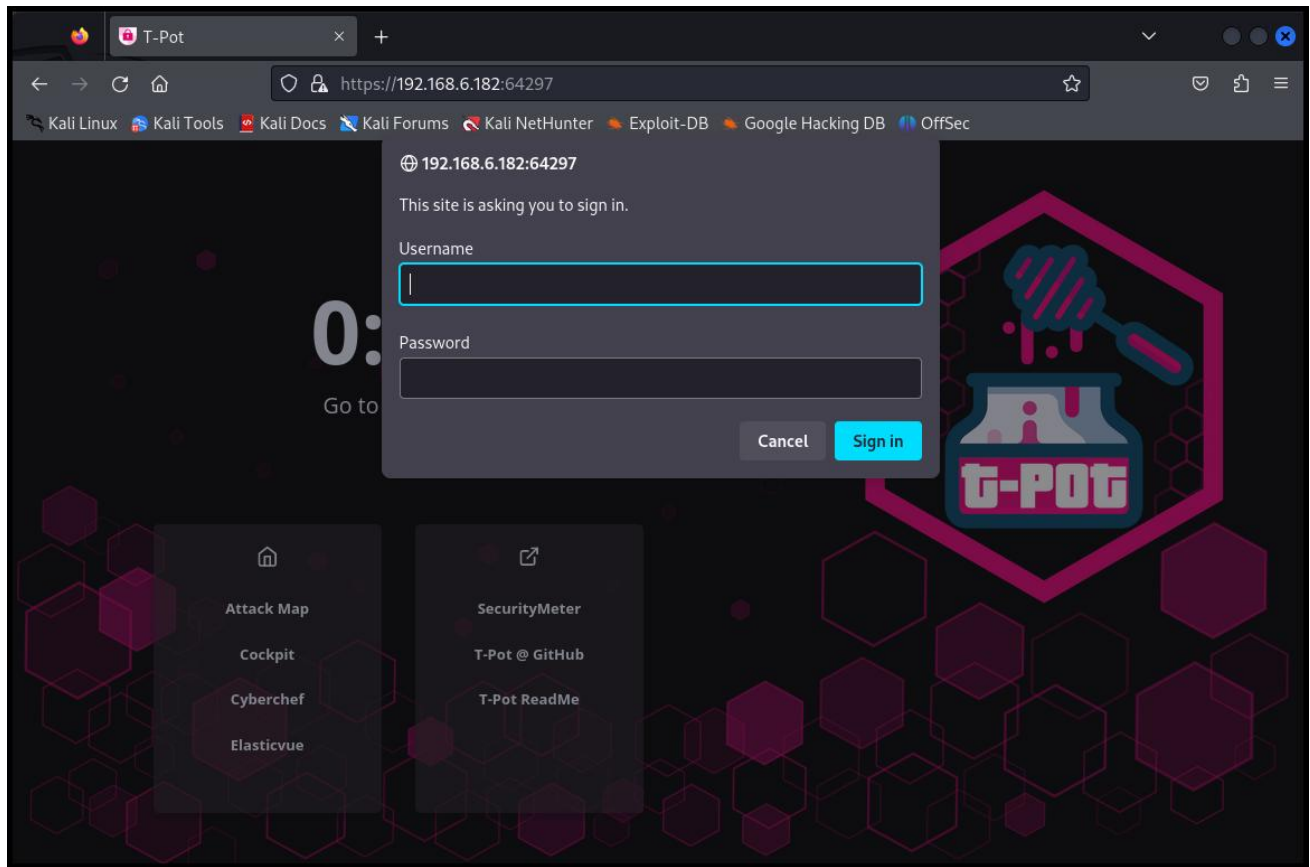 T-Pot
https://192.168.6.182:64297
Kali Linux Kali Tools Kali Docs Kali Forums Kali NetHunter Exploit-DB Google Hacking DB OffSec
192.168.6.182:64297
This site is asking you to sign in.
Username
Password
Cancel Sign in
0:
Go to
T-POT
Attack Map
Cockpit
Cyberchef
Elasticvue
SecurityMeter
T-Pot @ GitHub
T-Pot ReadMe